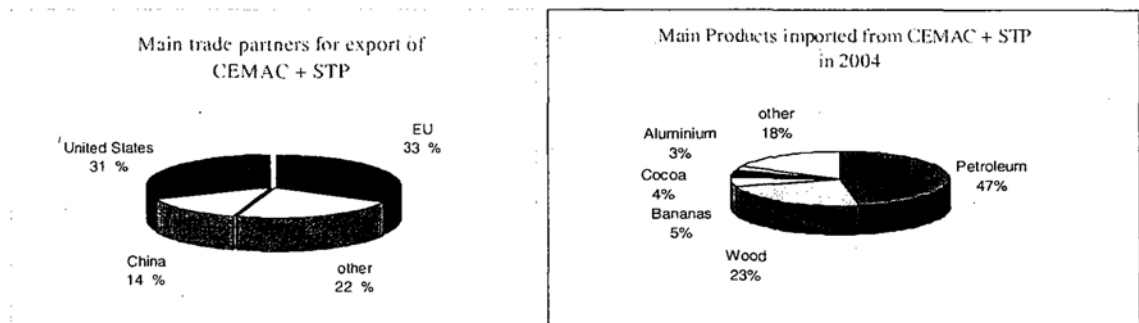 Main trade partners for export of
CEMAC + STP
EU
33 %
United States
31 %
China
14 %
other
22 %
Main Products imported from CEMAC + STP
in 2004
other
18%
Aluminium
3%
Petroleum
47%
Cocoa
4%
Bananas
5%
Wood
23%